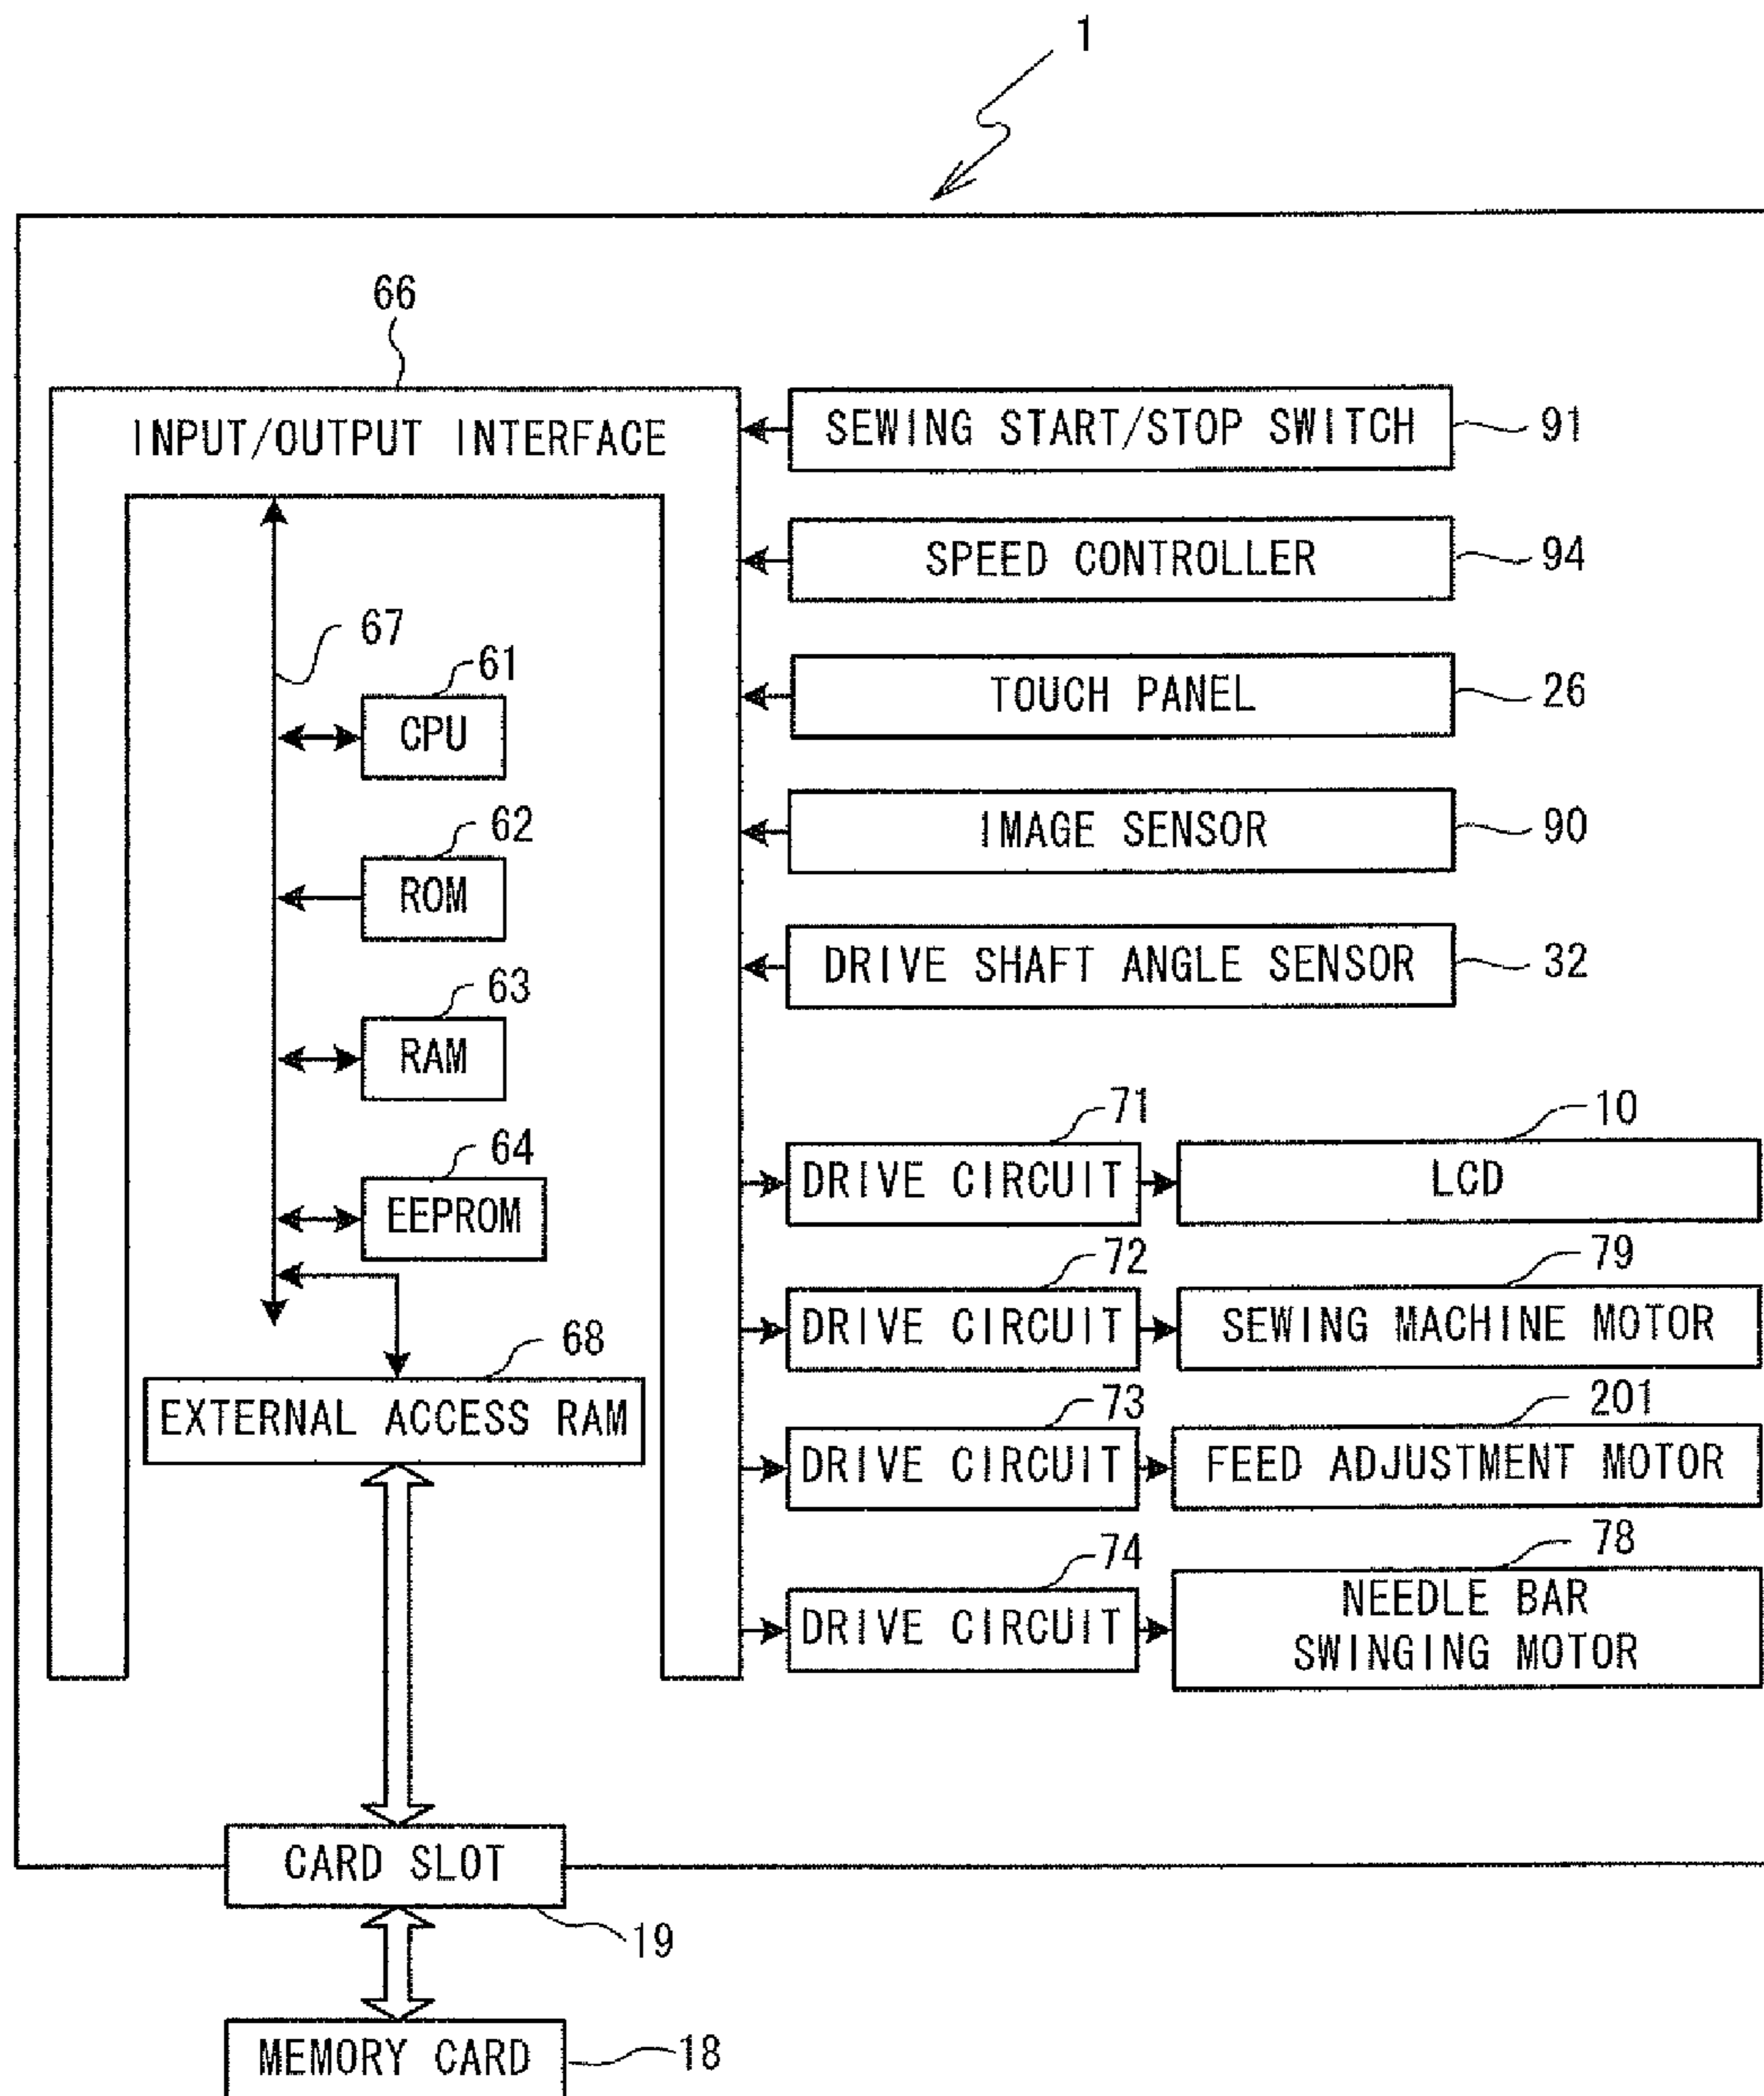 1
66
INPUT/OUTPUT INTERFACE
SEWING START/STOP SWITCH
91
SPEED CONTROLLER
94
67
61
CPU
TOUCH PANEL
26
62
ROM
IMAGE SENSOR
90
63
RAM
DRIVE SHAFT ANGLE SENSOR
32
64
EEPROM
71
DRIVE CIRCUIT
10
LCD
72
DRIVE CIRCUIT
79
SEWING MACHINE MOTOR
68
EXTERNAL ACCESS RAM
73
DRIVE CIRCUIT
201
FEED ADJUSTMENT MOTOR
74
DRIVE CIRCUIT
78
NEEDLE BAR
SWINGING MOTOR
CARD SLOT
19
MEMORY CARD
18